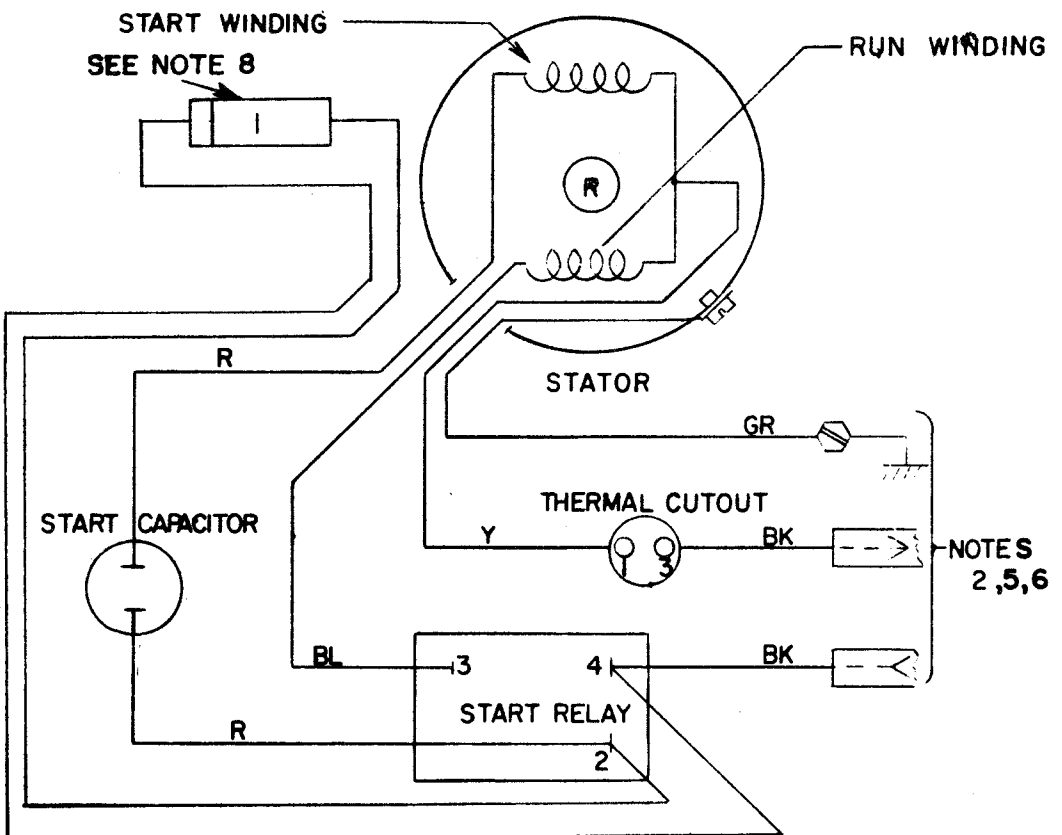 START WINDING
SEE NOTE 8
RUN WINDING
1
R
R
STATOR
GR
START CAPACITOR
THERMAL CUTOUT
Y
1
3
BK
NOTES
2,5,6
BL
3
4
BK
START RELAY
R
2